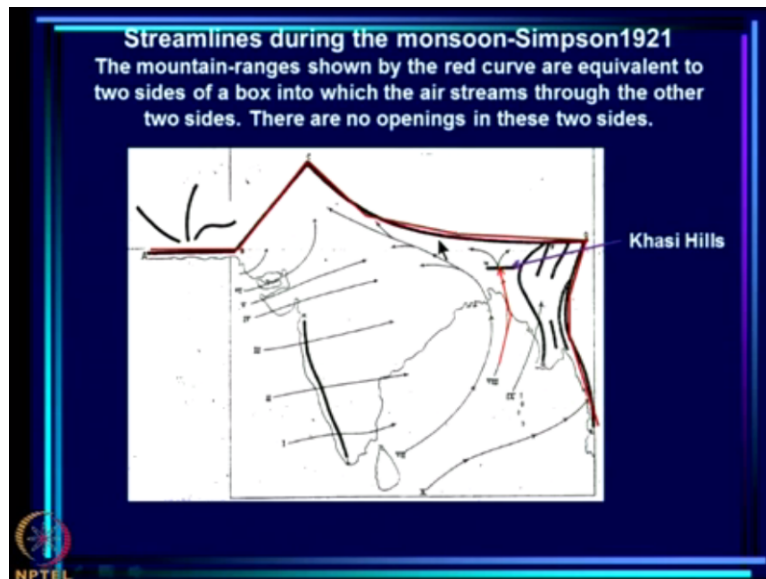 Streamlines during the monsoon-Simpson1921
The mountain-ranges shown by the red curve are equivalent to
two sides of a box into which the air streams through the other
two sides. There are no openings in these two sides.
Khasi Hills
II
I
X
NPTEL